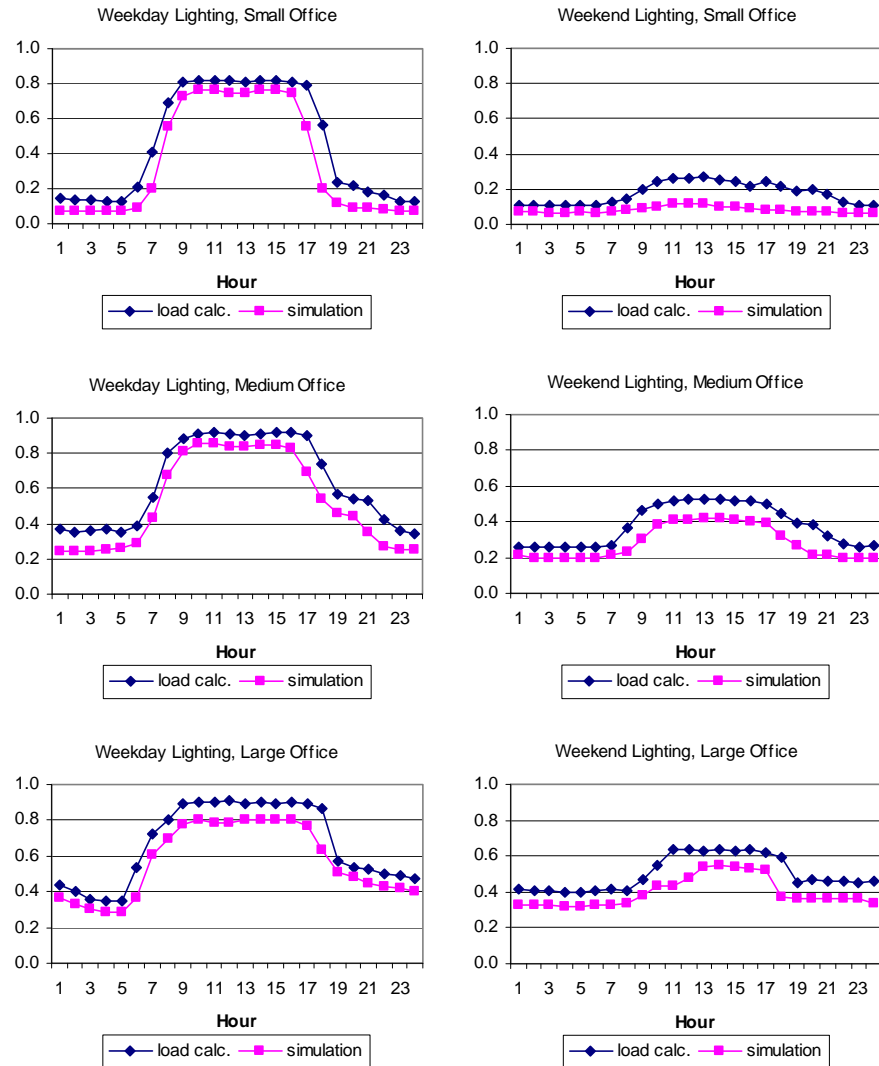 Weekday Lighting, Small Office
1.0
0.8
0.6
0.4
0.2
0.0
1 3 5 7 9 11 13 15 17 19 21 23
Hour
load calc. simulation
Weekend Lighting, Small Office
1.0
0.8
0.6
0.4
0.2
0.0
1 3 5 7 9 11 13 15 17 19 21 23
Hour
load calc. simulation
Weekday Lighting, Medium Office
1.0
0.8
0.6
0.4
0.2
0.0
1 3 5 7 9 11 13 15 17 19 21 23
Hour
load calc. simulation
Weekend Lighting, Medium Office
1.0
0.8
0.6
0.4
0.2
0.0
1 3 5 7 9 11 13 15 17 19 21 23
Hour
load calc. simulation
Weekday Lighting, Large Office
1.0
0.8
0.6
0.4
0.2
0.0
1 3 5 7 9 11 13 15 17 19 21 23
Hour
load calc. simulation
Weekend Lighting, Large Office
1.0
0.8
0.6
0.4
0.2
0.0
1 3 5 7 9 11 13 15 17 19 21 23
Hour
load calc. simulation